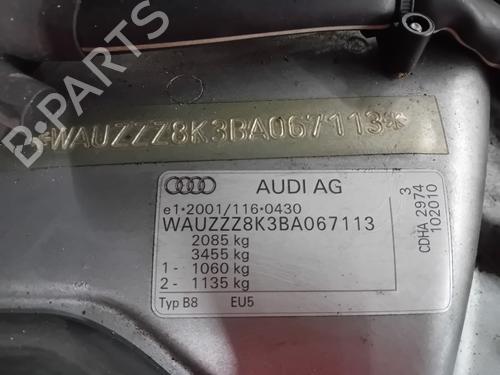 B-PARTS
*WAUZZZ8K3BA067113*
AUDI AG
e1*2001/116*0430
WAUZZZ8K3BA067113
2085 kg
3455 kg
1 - 1060 kg
2 - 1135 kg
Typ B8 EU5
CDHA 2974 3
102010
B-PARTS